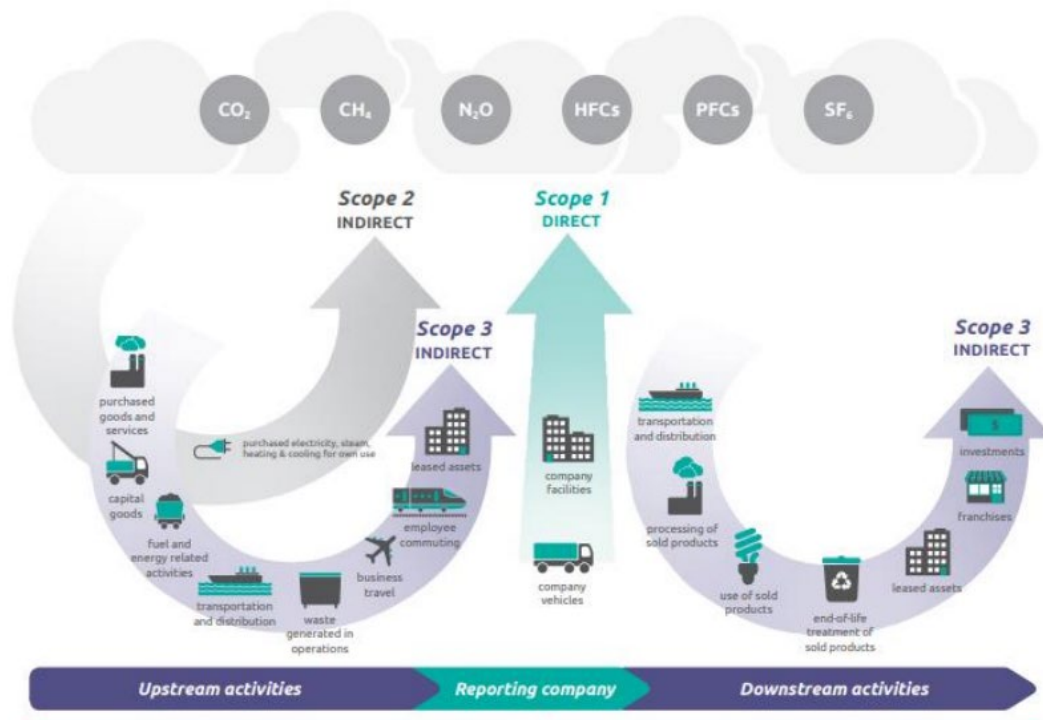 CO₂
CH₄
N₂O
HFCs
PFCs
SF₆
Scope 2
INDIRECT
Scope 1
DIRECT
Scope 3
INDIRECT
Scope 3
INDIRECT
purchased
goods and
services
capital
goods
fuel and
energy related
activities
transportation
and distribution
waste
generated in
operations
business
travel
employee
commuting
leased assets
purchased electricity, steam,
heating & cooling for own use
company
facilities
company
vehicles
transportation
and distribution
processing of
sold products
use of sold
products
end-of-life
treatment of
sold products
leased assets
franchises
$
investments
Upstream activities
Reporting company
Downstream activities